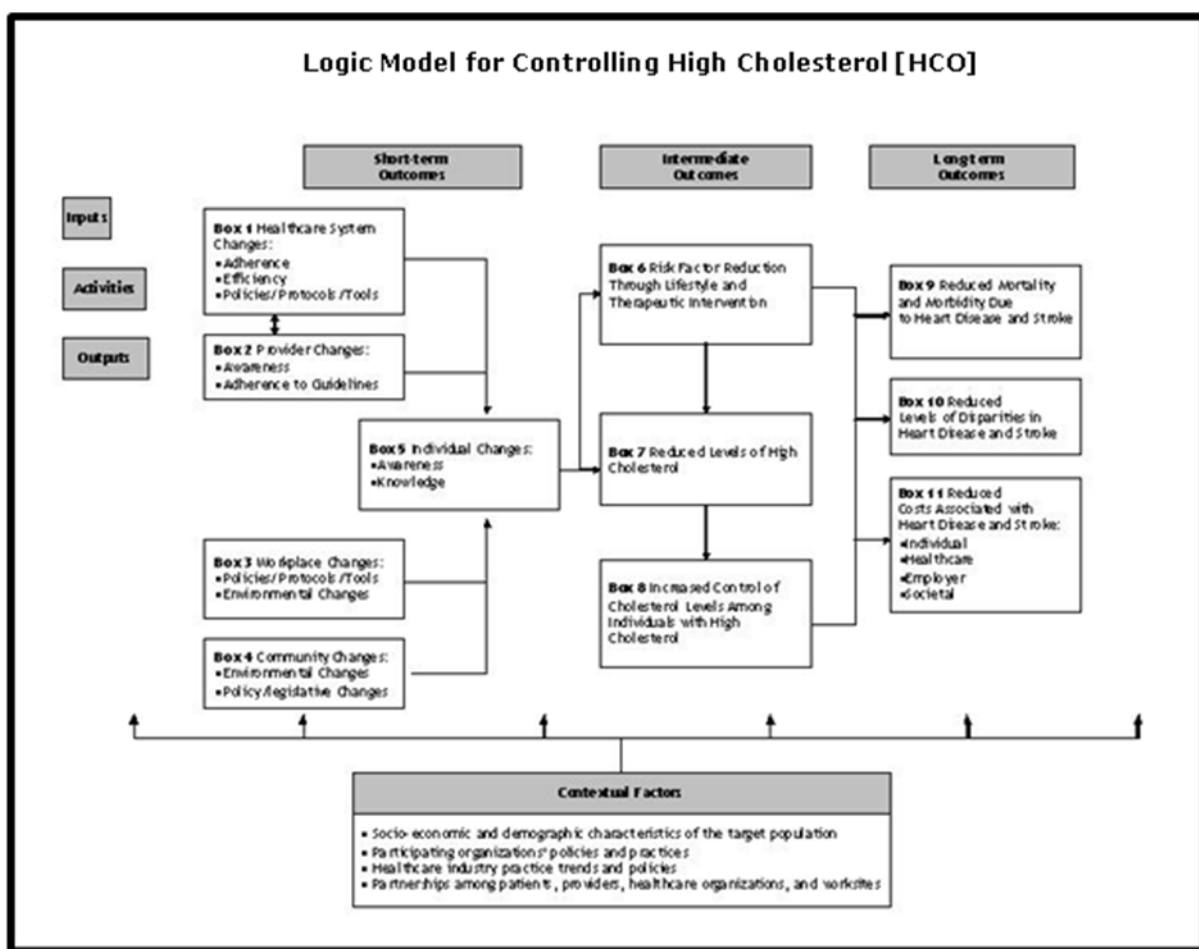 Logic Model for Controlling High Cholesterol [HCO]
Short-term
Outcomes
Intermediate
Outcomes
Long-term
Outcomes
Inputs
Activities
Outputs
Box 1 Healthcare System
Changes:
•Adherence
•Efficiency
•Policies/Protocols/Tools
Box 2 Provider Changes:
•Awareness
•Adherence to Guidelines
Box 5 Individual Changes:
•Awareness
•Knowledge
Box 3 Workplace Changes:
•Policies/Protocols/Tools
•Environmental Changes
Box 4 Community Changes:
•Environmental Changes
•Policy/legislative Changes
Box 6 Risk Factor Reduction
Through Lifestyle and
Therapeutic Intervention
Box 7 Reduced Levels of High
Cholesterol
Box 8 Increased Control of
Cholesterol Levels Among
Individuals with High
Cholesterol
Box 9 Reduced Mortality
and Morbidity Due
to Heart Disease and Stroke
Box 10 Reduced
Levels of Disparities in
Heart Disease and Stroke
Box 11 Reduced
Costs Associated with
Heart Disease and Stroke:
•Individual
•Healthcare
•Employer
•Societal
Contextual Factors
▪ Socio-economic and demographic characteristics of the target population
▪ Participating organizations' policies and practices
▪ Healthcare industry practice trends and policies
▪ Partnerships among patients, providers, healthcare organizations, and worksites